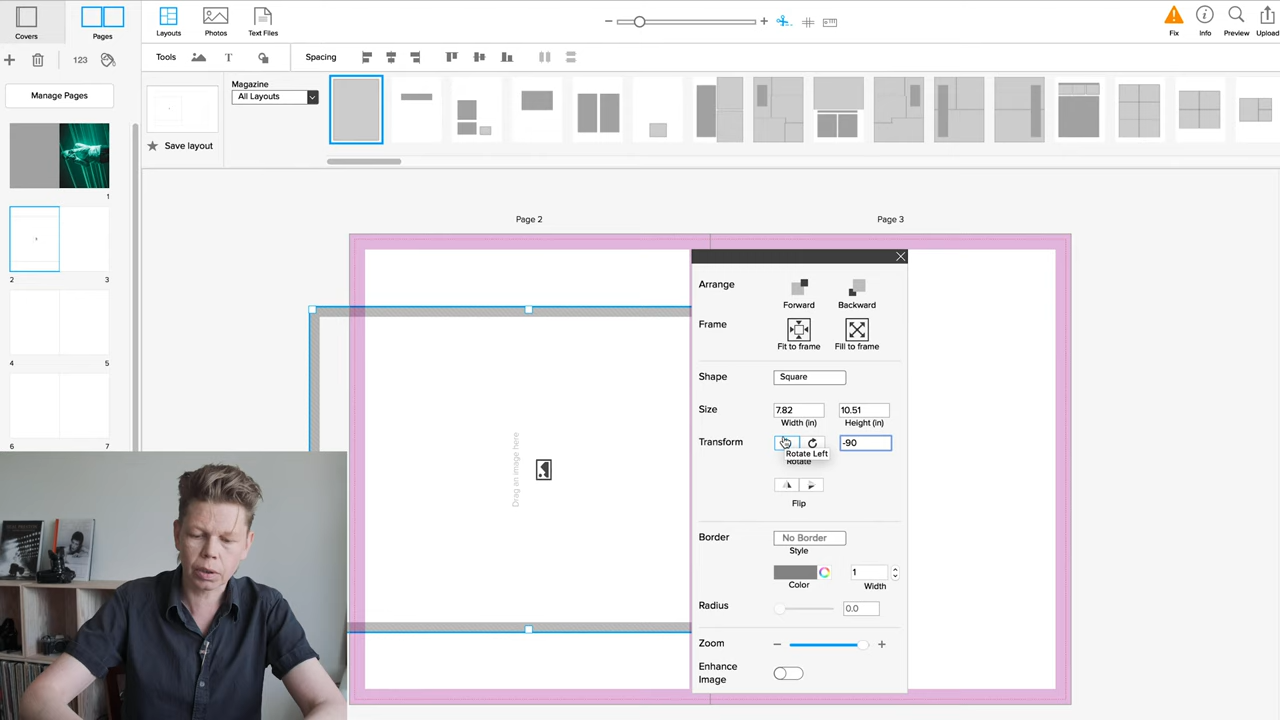 Covers
Pages
Layouts
Photos
Text Files
Fix
Info
Preview
Upload
123
Tools
Spacing
Manage Pages
Magazine
All Layouts
Save layout
1
2
3
4
5
6
7
Page 2
Page 3
Drag an image here
Arrange
Forward
Backward
Frame
Fit to frame
Fill to frame
Shape
Square
Size
7.82
10.51
Width (in)
Height (in)
Transform
-90
Rotate Left
Rotate
Flip
Border
No Border
Style
1
Color
Width
Radius
0.0
Zoom
Enhance
Image